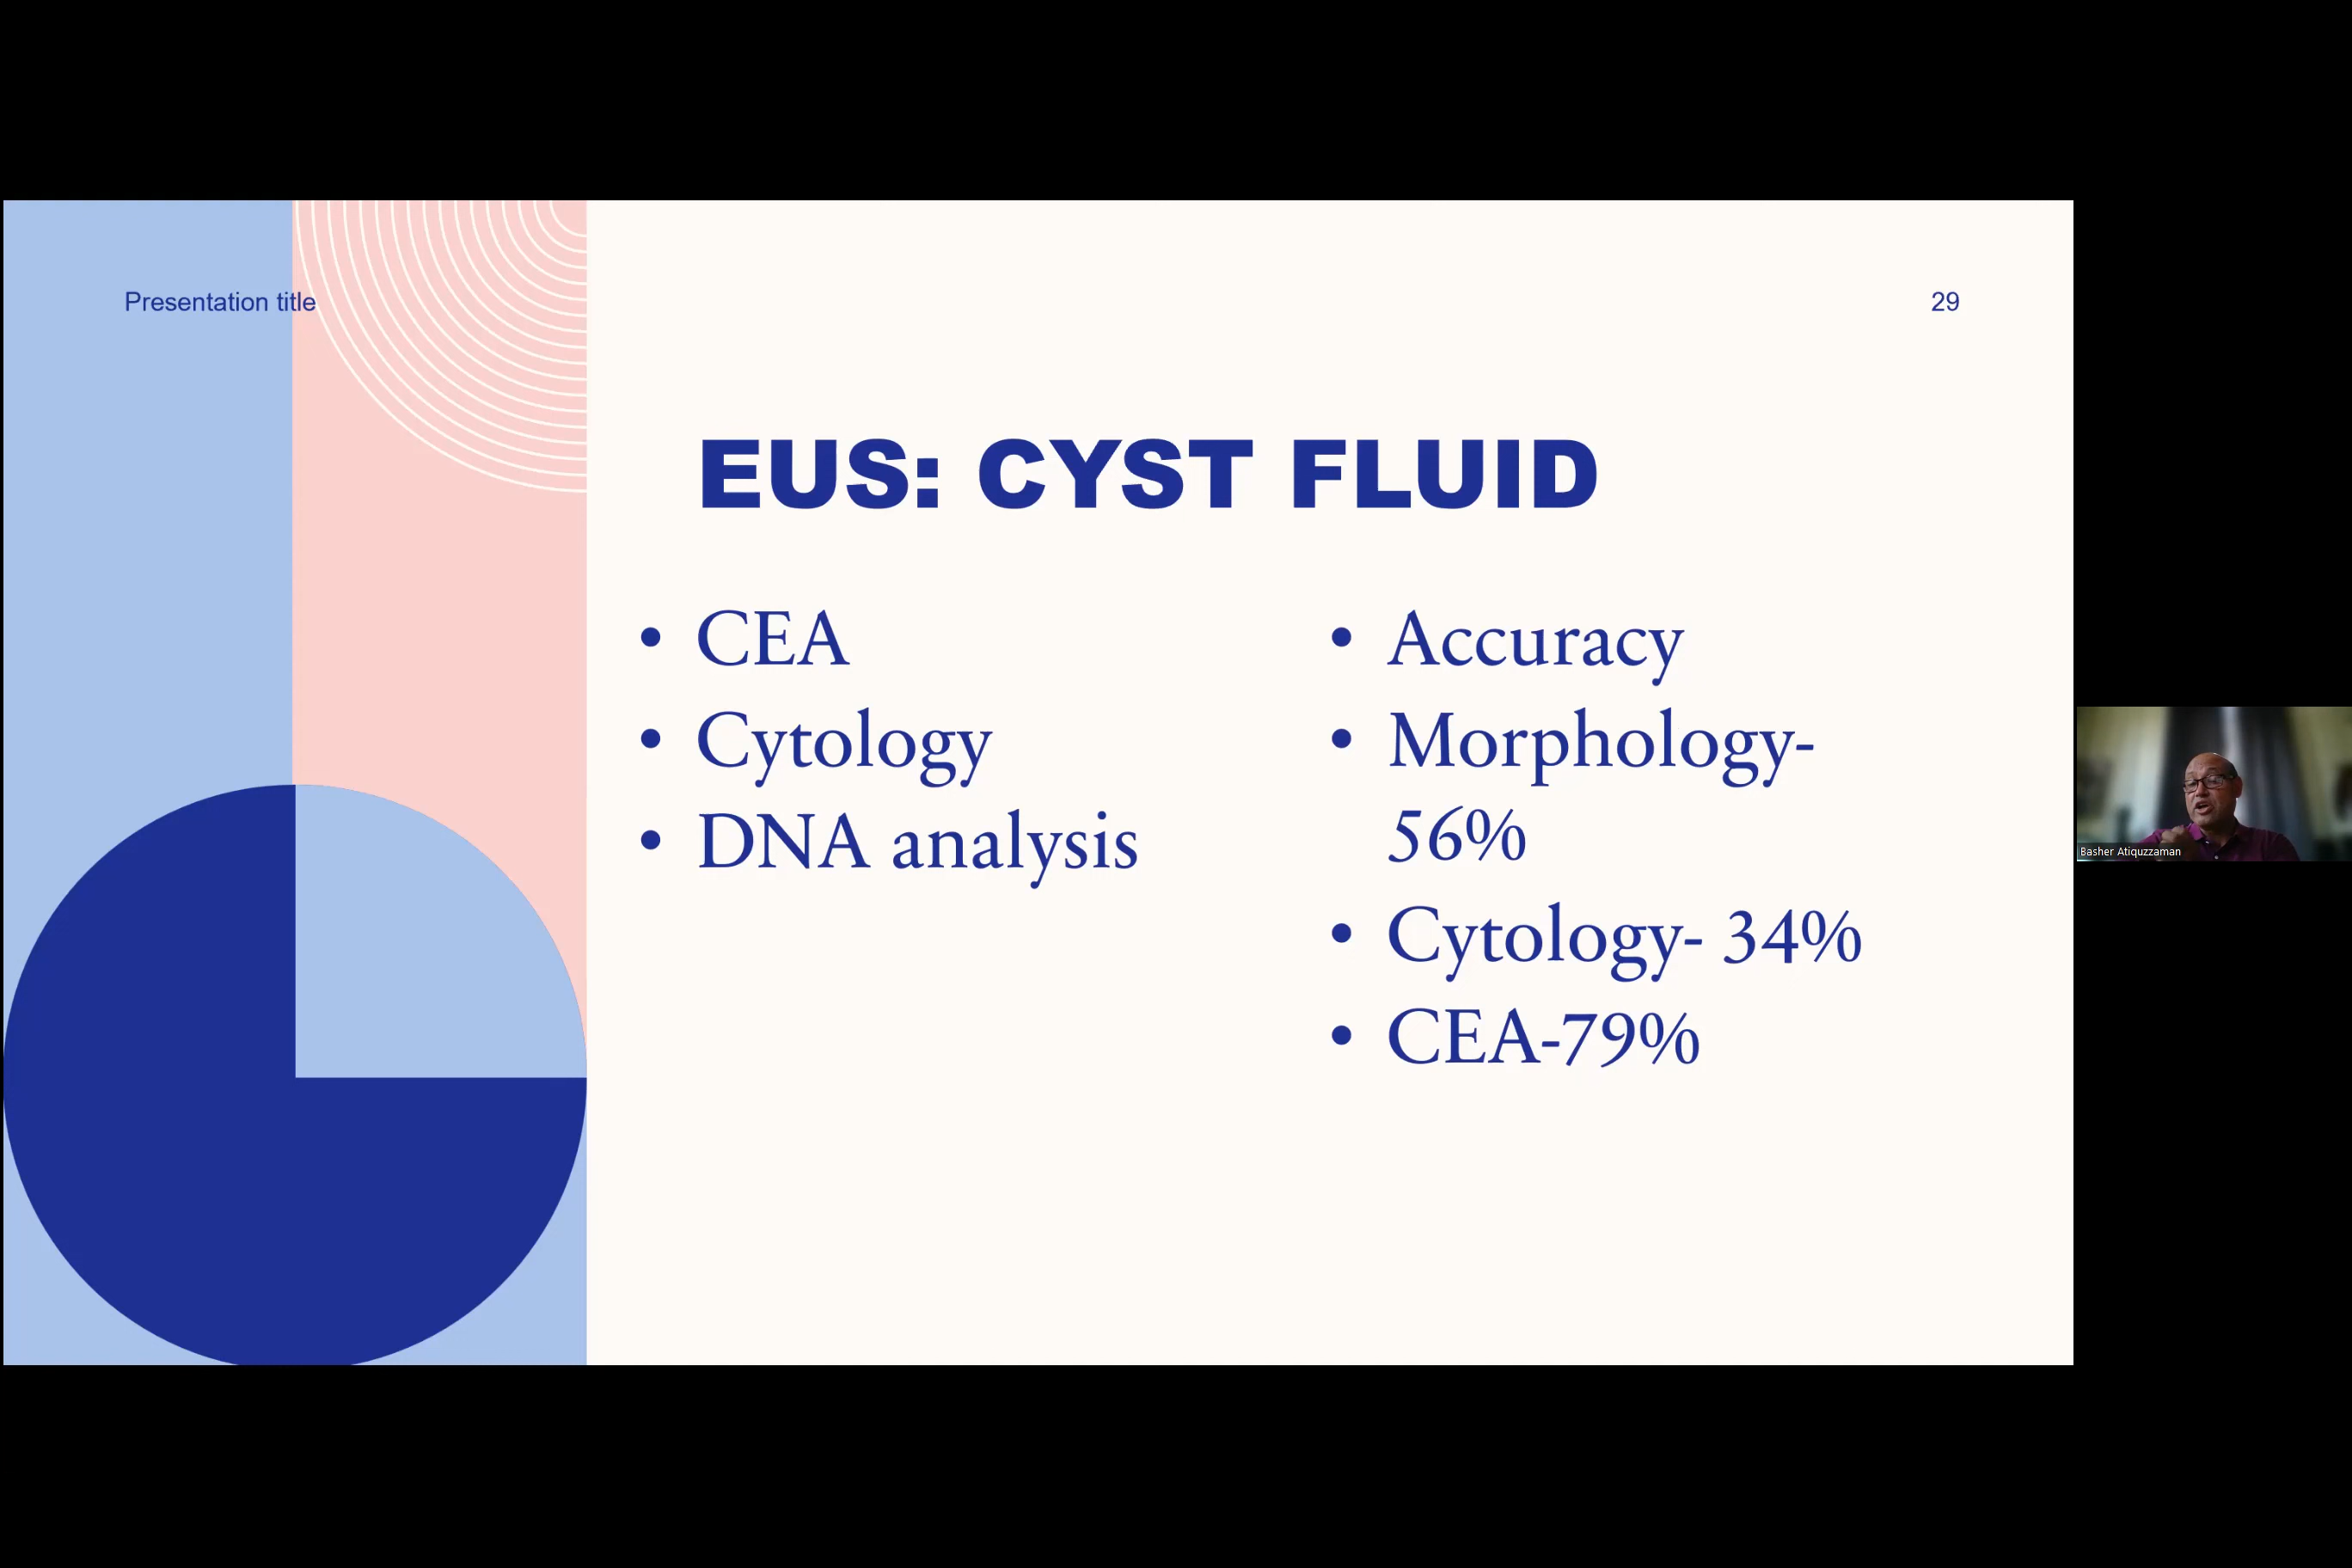 Presentation title
29
EUS: CYST FLUID
• CEA
• Cytology
• DNA analysis
• Accuracy
• Morphology-
56%
• Cytology- 34%
• CEA-79%
Basher Atiquzzaman